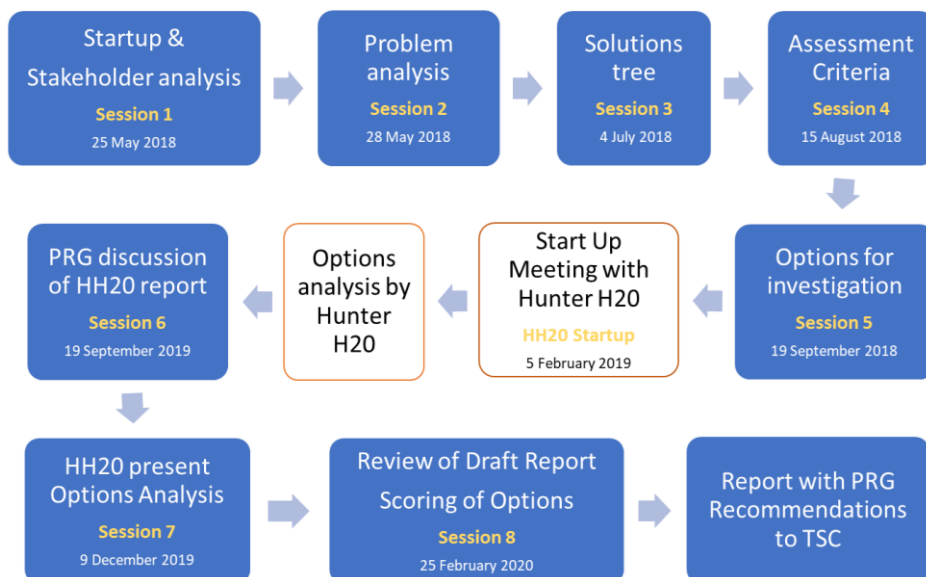 Startup &
Stakeholder analysis
Session 1
25 May 2018
Problem
analysis
Session 2
28 May 2018
Solutions
tree
Session 3
4 July 2018
Assessment
Criteria
Session 4
15 August 2018
Options for
investigation
Session 5
19 September 2018
Start Up
Meeting with
Hunter H20
HH20 Startup
5 February 2019
Options
analysis by
Hunter
H20
PRG discussion
of HH20 report
Session 6
19 September 2019
HH20 present
Options Analysis
Session 7
9 December 2019
Review of Draft Report
Scoring of Options
Session 8
25 February 2020
Report with PRG
Recommendations
to TSC